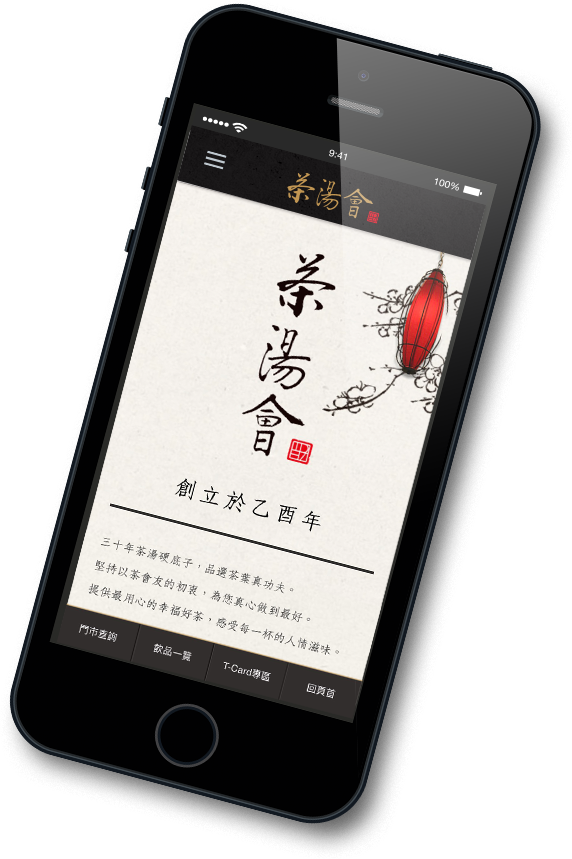 9:41
100%
茶湯會
茶
湯
會
創立於乙酉年
三十年茶湯硬底子，品選茶葉真功夫。
堅持以茶會友的初衷，為您真心做到最好。
提供最用心的幸福好茶，感受每一杯的人情滋味。
門市查詢
飲品一覽
T-Card專區
回頁首